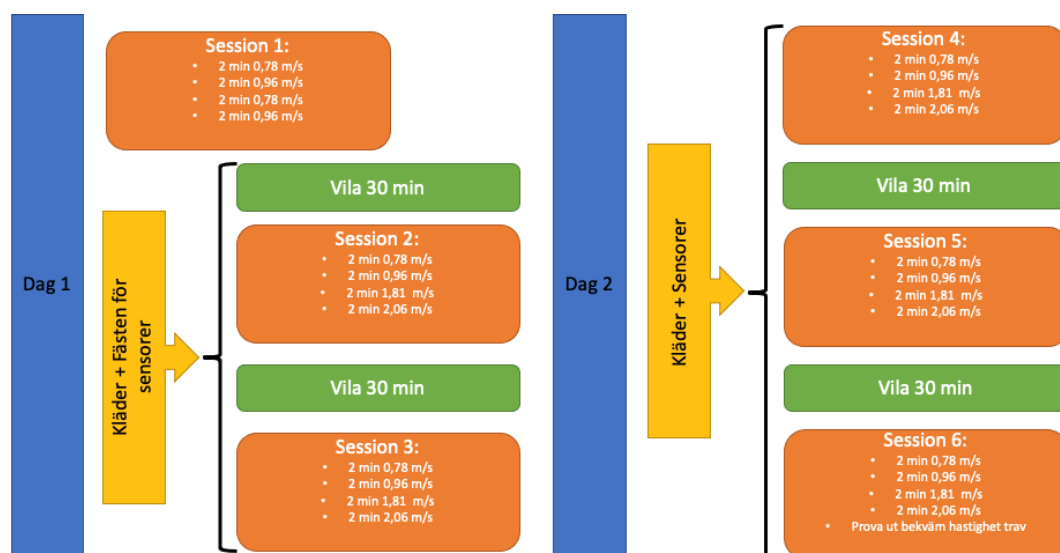 Dag 1
Session 1:
• 2 min 0,78 m/s
• 2 min 0,96 m/s
• 2 min 0,78 m/s
• 2 min 0,96 m/s
Kläder + Fästen för
sensorer
Vila 30 min
Session 2:
• 2 min 0,78 m/s
• 2 min 0,96 m/s
• 2 min 1,81 m/s
• 2 min 2,06 m/s
Vila 30 min
Session 3:
• 2 min 0,78 m/s
• 2 min 0,96 m/s
• 2 min 1,81 m/s
• 2 min 2,06 m/s
Dag 2
Kläder + Sensorer
Session 4:
• 2 min 0,78 m/s
• 2 min 0,96 m/s
• 2 min 1,81 m/s
• 2 min 2,06 m/s
Vila 30 min
Session 5:
• 2 min 0,78 m/s
• 2 min 0,96 m/s
• 2 min 1,81 m/s
• 2 min 2,06 m/s
Vila 30 min
Session 6:
• 2 min 0,78 m/s
• 2 min 0,96 m/s
• 2 min 1,81 m/s
• 2 min 2,06 m/s
• Prova ut bekväm hastighet trav